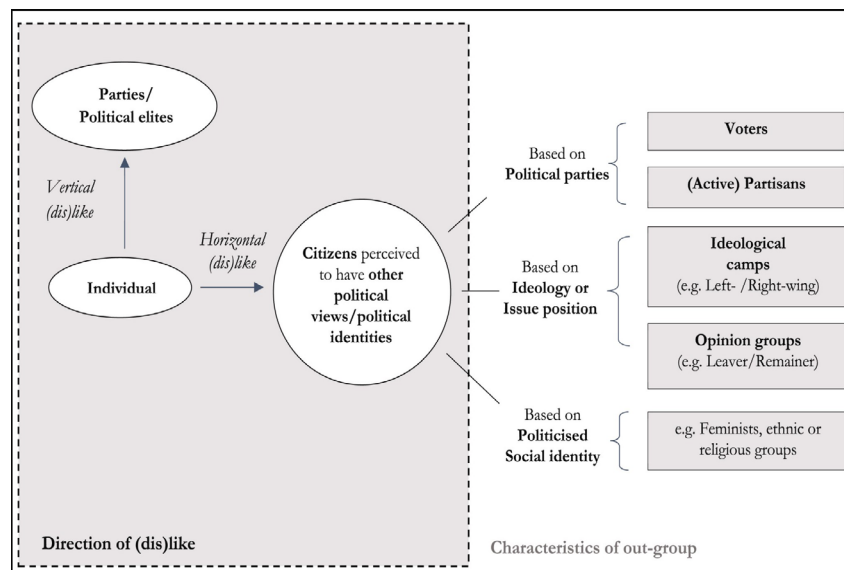 Parties/
Political elites
Vertical
(dis)like
Individual
Horizontal
(dis)like
Citizens perceived
to have other
political
views/political
identities
Direction of (dis)like
Based on
Political parties
Voters
(Active) Partisans
Based on
Ideology or
Issue position
Ideological
camps
(e.g. Left- /Right-wing)
Opinion groups
(e.g. Leaver/Remainer)
Based on
Politicised
Social identity
e.g. Feminists, ethnic or
religious groups
Characteristics of out-group